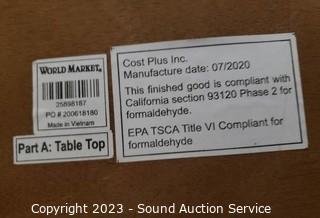 WORLD MARKET.
25898187
PO # 200618180
Made in Vietnam
Part A: Table Top
Cost Plus Inc.
Manufacture date: 07/2020
This finished good is compliant with
California section 93120 Phase 2 for
formaldehyde.
EPA TSCA Title VI Compliant for
formaldehyde
Copyright 2023 - Sound Auction Service